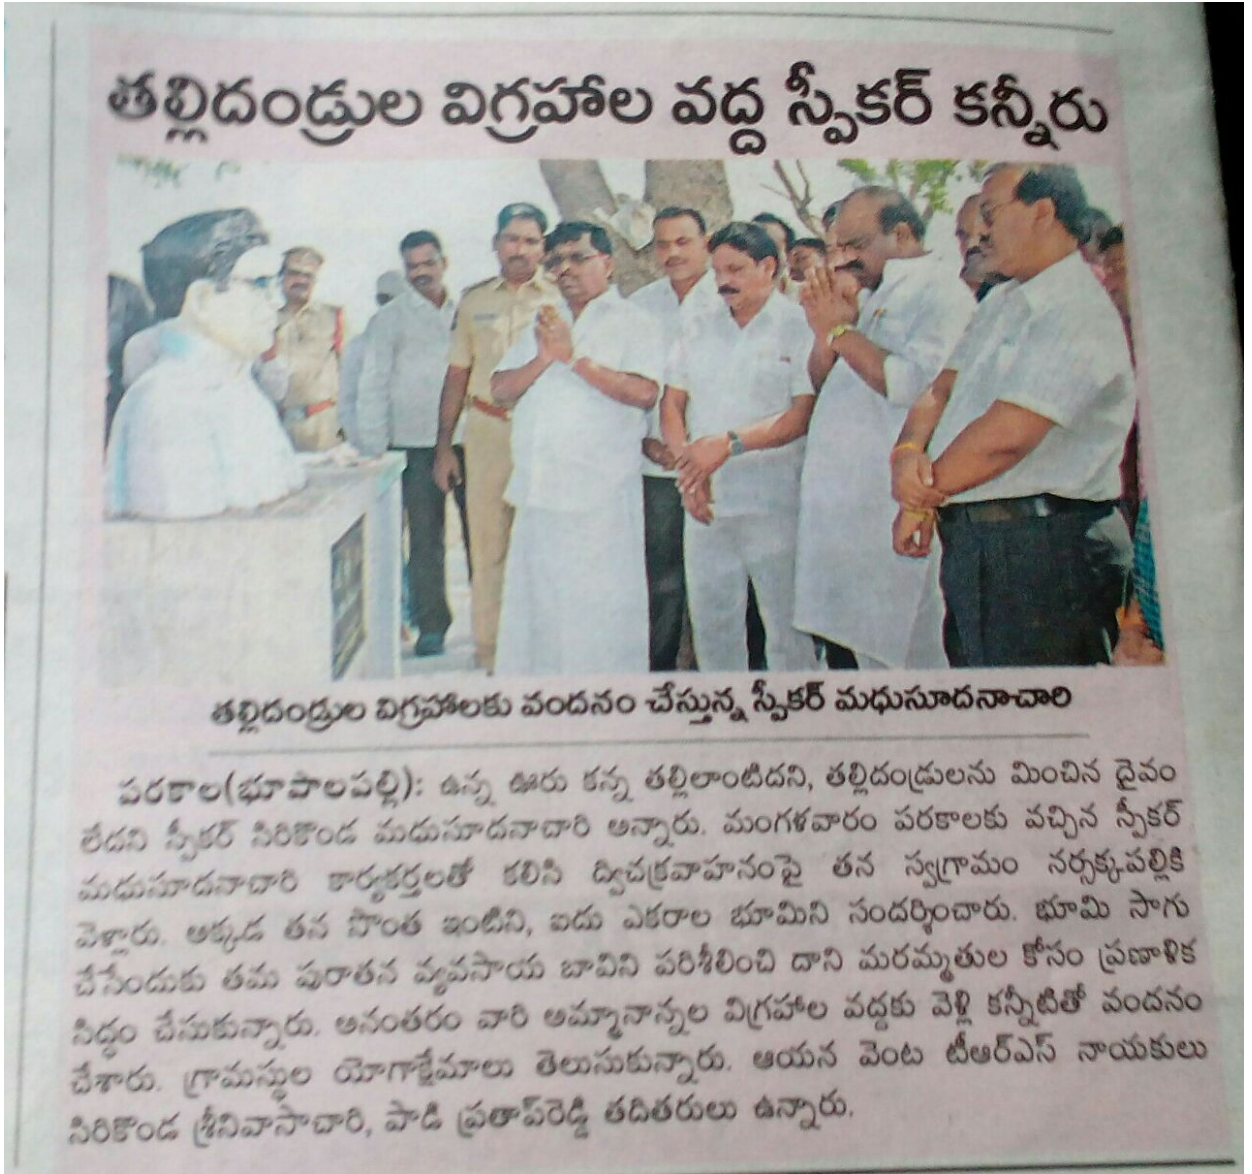 తల్లిదండ్రుల విగ్రహాల వద్ద స్పీకర్ కన్నీరు
తల్లిదండ్రుల విగ్రహాలకు వందనం చేస్తున్న స్పీకర్ మధుసూదనాచారి
పరకాల(భూపాలపల్లి): ఉన్న ఊరు కన్న తల్లిలాంటిదని, తల్లిదండ్రులను మించిన దైవం
లేదని స్పీకర్ సిరికొండ మధుసూదనాచారి అన్నారు. మంగళవారం పరకాలకు వచ్చిన స్పీకర్
మధుసూదనాచారి కార్యకర్తలతో కలిసి ద్విచక్రవాహనంపై తన స్వగ్రామం నర్సక్కపల్లికి
వెళ్లారు. అక్కడ తన సొంత ఇంటిని, ఐదు ఎకరాల భూమిని సందర్శించారు. భూమి సాగు
చేసేందుకు తమ పురాతన వ్యవసాయ బావిని పరిశీలించి దాని మరమ్మతుల కోసం ప్రణాళిక
సిద్ధం చేసుకున్నారు. అనంతరం వారి అమ్మానాన్నల విగ్రహాల వద్దకు వెళ్లి కన్నీటితో వందనం
చేశారు. గ్రామస్థుల యోగాక్షేమాలు తెలుసుకున్నారు. ఆయన వెంట టీఆర్ఎస్ నాయకులు
సిరికొండ శ్రీనివాసాచారి, పాడి ప్రతాప్‌రెడ్డి తదితరులు ఉన్నారు.